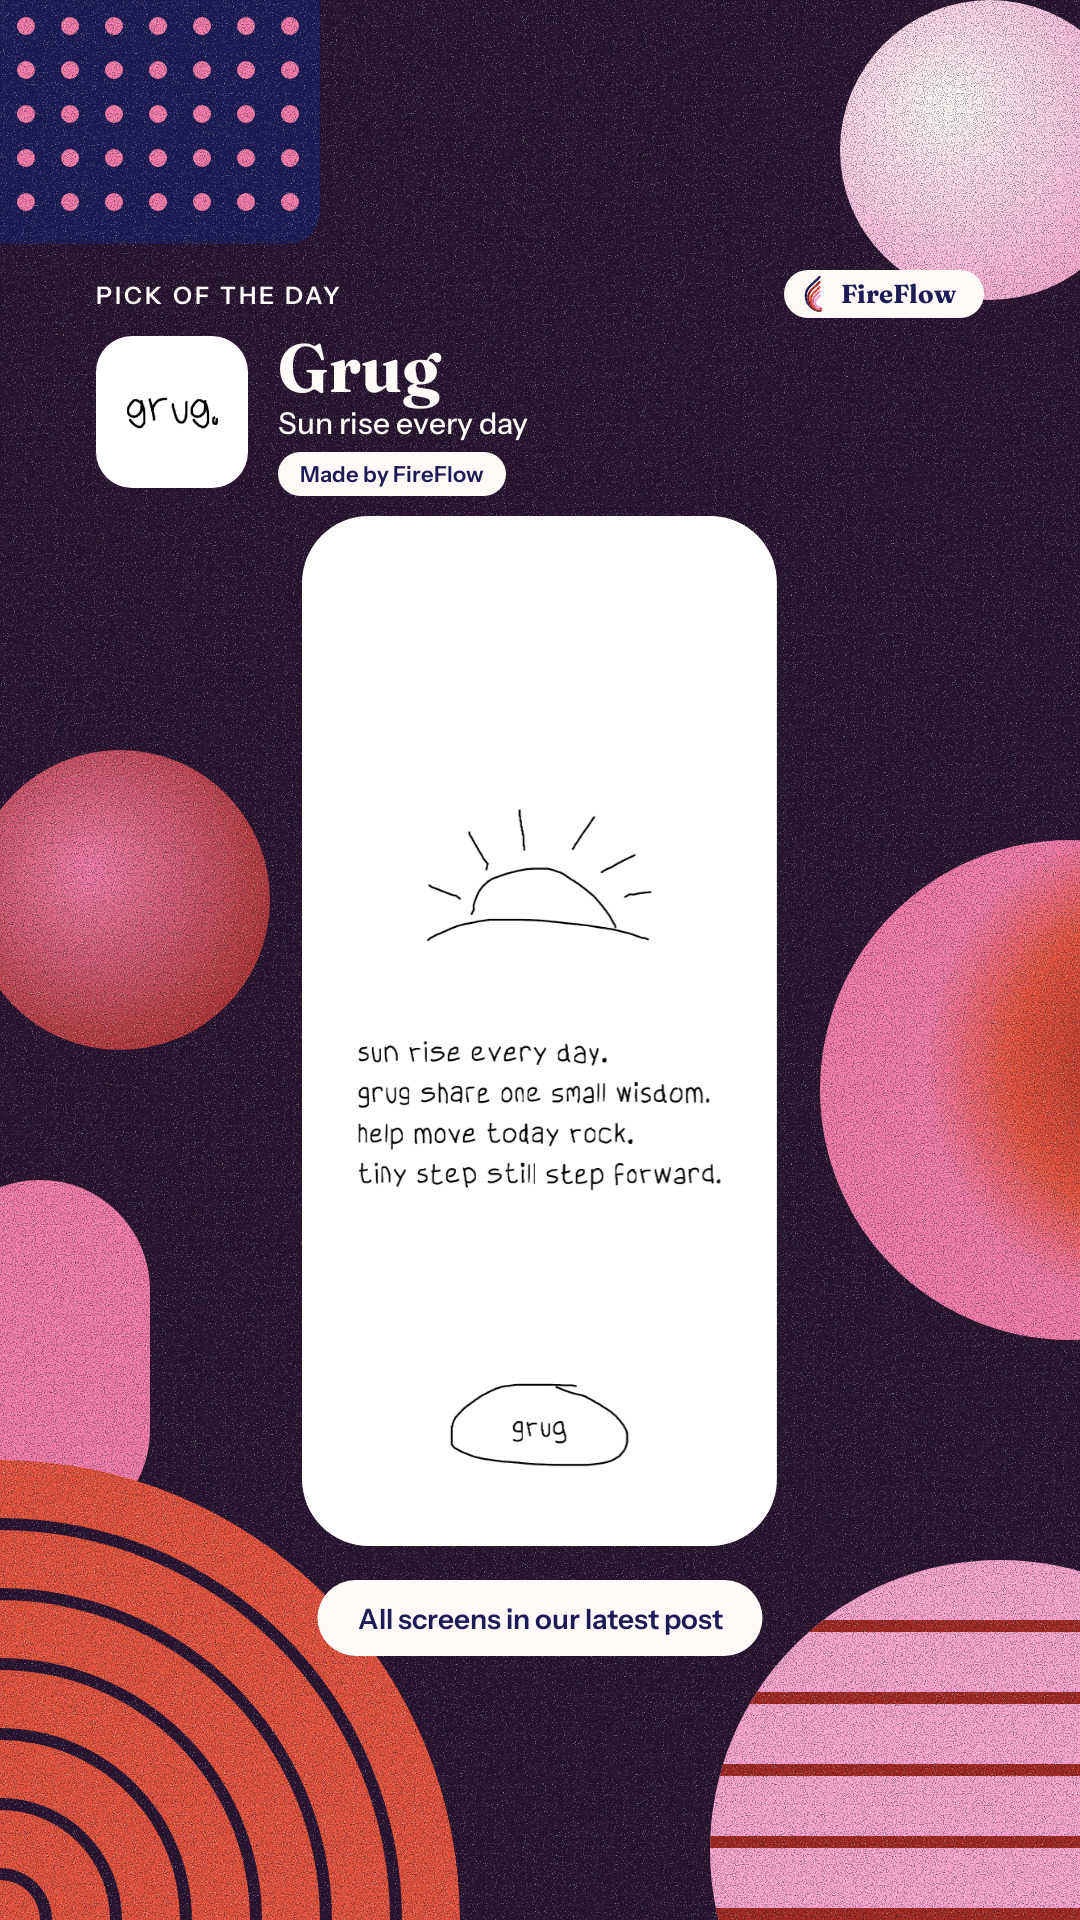 PICK OF THE DAY
FireFlow
grug.
Grug
Sun rise every day
Made by FireFlow
sun rise every day.
grug share one small wisdom.
help move today rock.
tiny step still step forward.
grug
All screens in our latest post